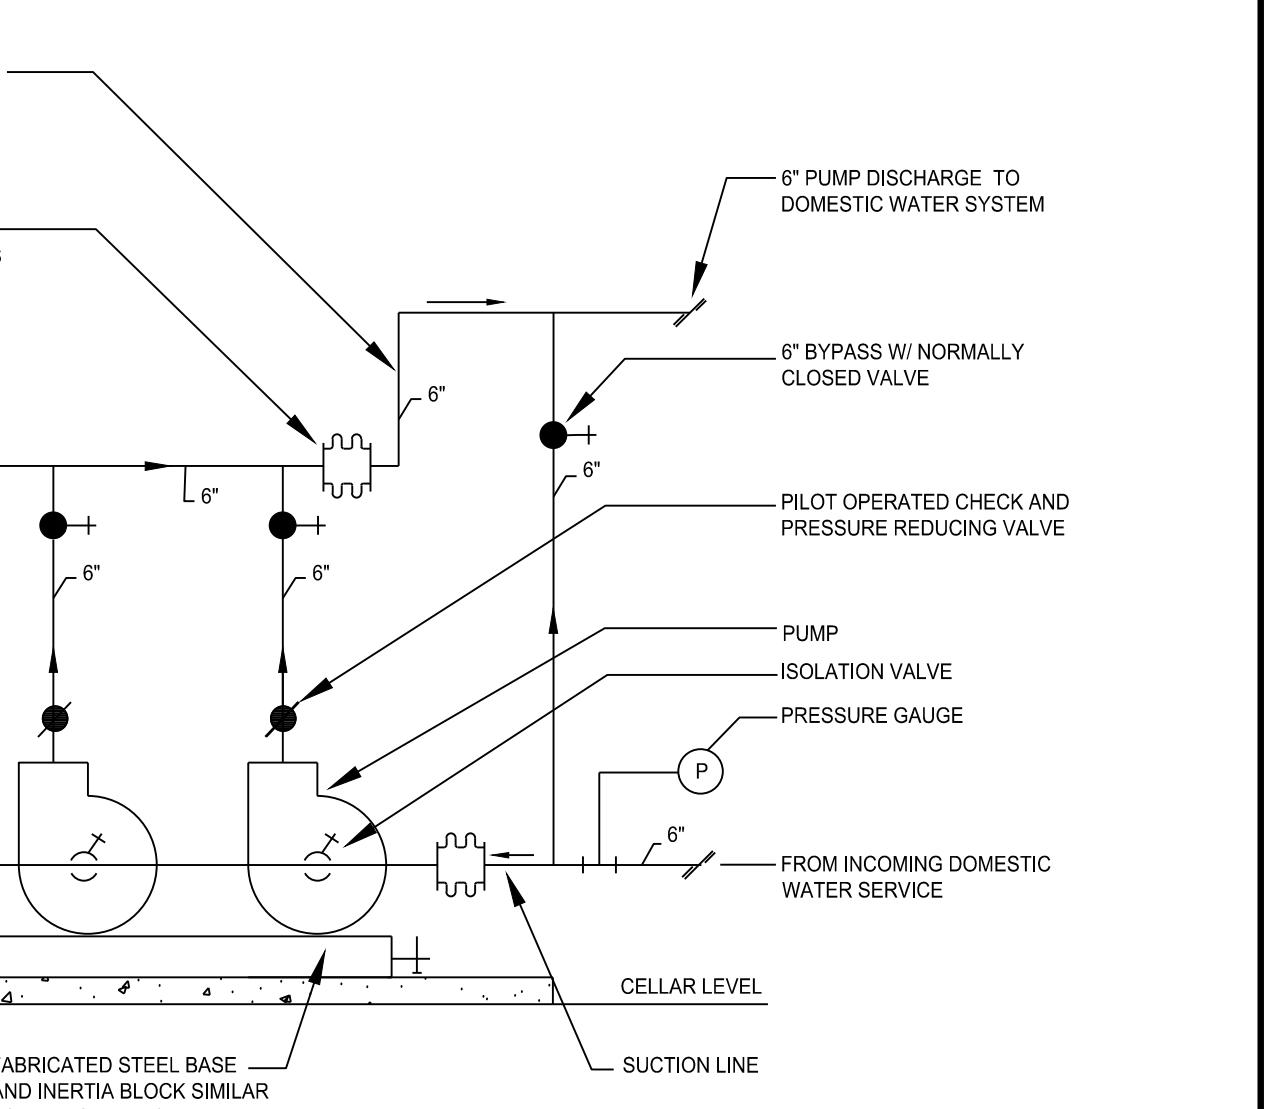 6" PUMP DISCHARGE TO
DOMESTIC WATER SYSTEM
6" BYPASS W/ NORMALLY
CLOSED VALVE
6"
6"
6"
PILOT OPERATED CHECK AND
PRESSURE REDUCING VALVE
6"
6"
PUMP
ISOLATION VALVE
PRESSURE GAUGE
P
6"
FROM INCOMING DOMESTIC
WATER SERVICE
CELLAR LEVEL
SUCTION LINE
ABRICATED STEEL BASE
AND INERTIA BLOCK SIMILAR